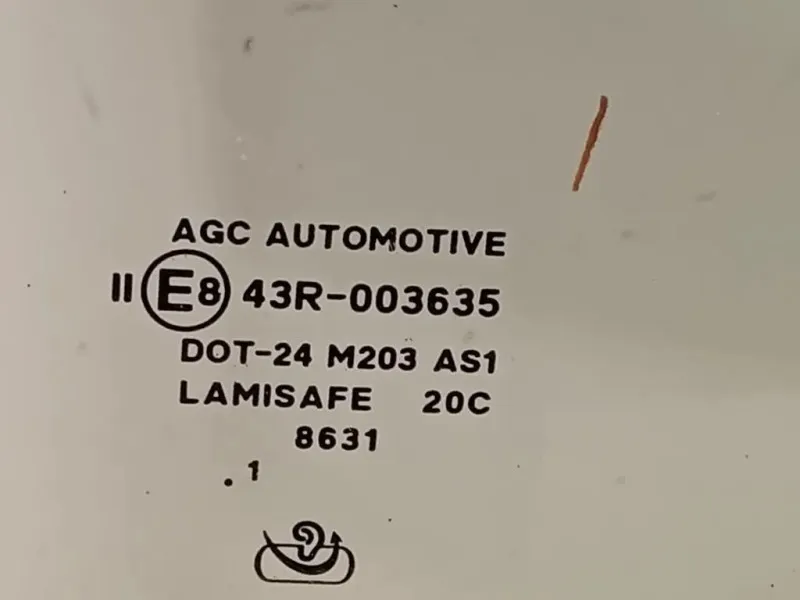 AGC AUTOMOTIVE
II E8 43R-003635
DOT-24 M203 AS1
LAMISAFE 20C
8631
. 1